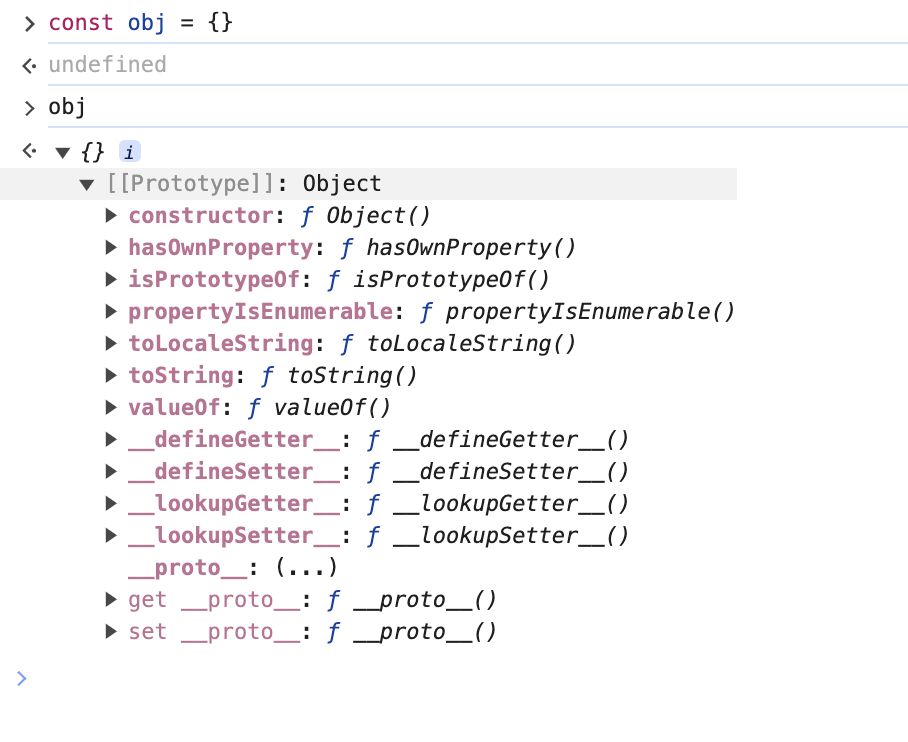 const obj = {}
undefined
obj
{} i
[[Prototype]]: Object
constructor: ƒ Object()
hasOwnProperty: ƒ hasOwnProperty()
isPrototypeOf: ƒ isPrototypeOf()
propertyIsEnumerable: ƒ propertyIsEnumerable()
toLocaleString: ƒ toLocaleString()
toString: ƒ toString()
valueOf: ƒ valueOf()
__defineGetter__: ƒ __defineGetter__()
__defineSetter__: ƒ __defineSetter__()
__lookupGetter__: ƒ __lookupGetter__()
__lookupSetter__: ƒ __lookupSetter__()
__proto__: (...)
get __proto__: ƒ __proto__()
set __proto__: ƒ __proto__()